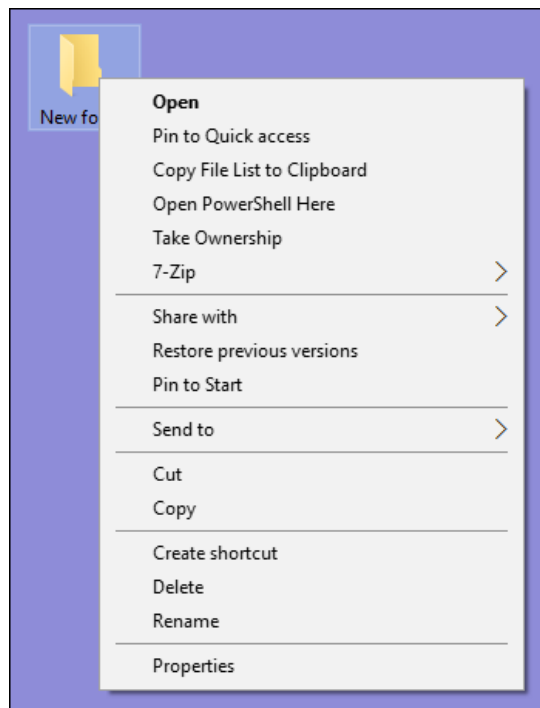 New fo
Open
Pin to Quick access
Copy File List to Clipboard
Open PowerShell Here
Take Ownership
7-Zip
Share with
Restore previous versions
Pin to Start
Send to
Cut
Copy
Create shortcut
Delete
Rename
Properties